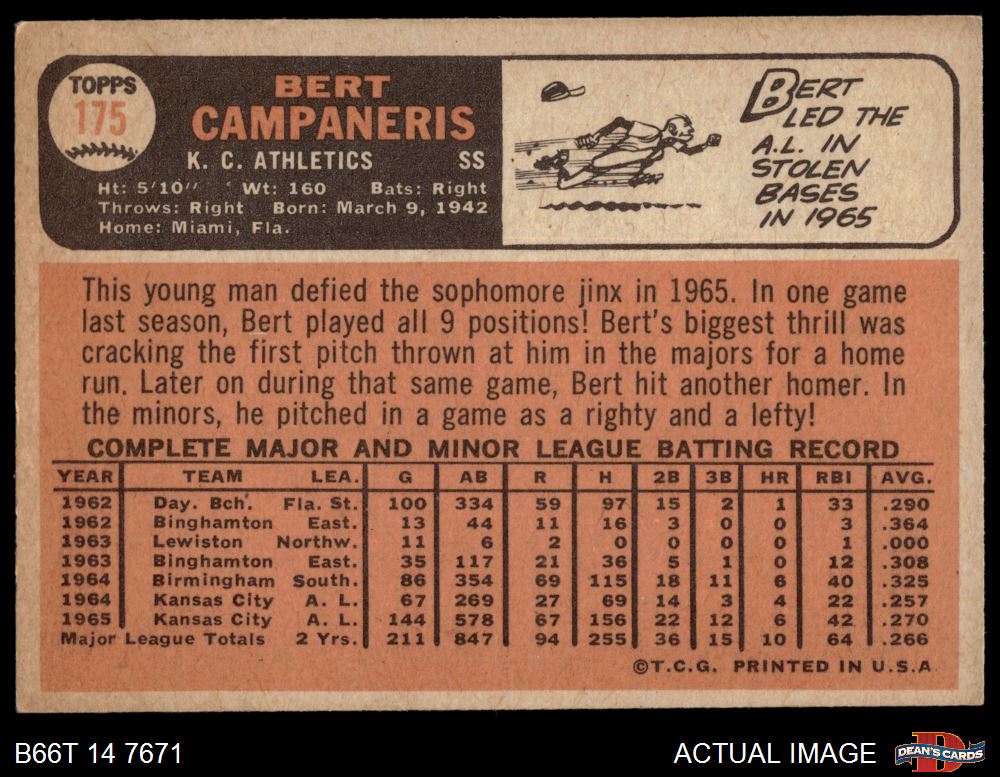 TOPPS
175
BERT
CAMPANERIS
K. C. ATHLETICS SS
Ht: 5'10" Wt: 160 Bats: Right
Throws: Right Born: March 9, 1942
Home: Miami, Fla.
BERT
LED THE
A.L. IN
STOLEN
BASES
IN 1965
This young man defied the sophomore jinx in 1965. In one game
last season, Bert played all 9 positions! Bert's biggest thrill was
cracking the first pitch thrown at him in the majors for a home
run. Later on during that same game, Bert hit another homer. In
the minors, he pitched in a game as a righty and a lefty!
COMPLETE MAJOR AND MINOR LEAGUE BATTING RECORD
YEAR TEAM LEA. G AB R H 2B 3B HR RBI AVG.
1962 Day. Bch. Fla. St. 100 334 59 97 15 2 1 33 .290
1962 Binghamton East. 13 44 11 16 3 0 0 3 .364
1963 Lewiston Northw. 11 6 2 0 0 0 0 1 .000
1963 Binghamton East. 35 117 21 36 5 1 0 12 .308
1964 Birmingham South. 86 354 69 115 18 11 6 40 .325
1964 Kansas City A. L. 67 269 27 69 14 3 4 22 .257
1965 Kansas City A. L. 144 578 67 156 22 12 6 42 .270
Major League Totals 2 Yrs. 211 847 94 255 36 15 10 64 .266
©T.C.G. PRINTED IN U.S.A.
B66T 14 7671
ACTUAL IMAGE
DEAN'S CARDS